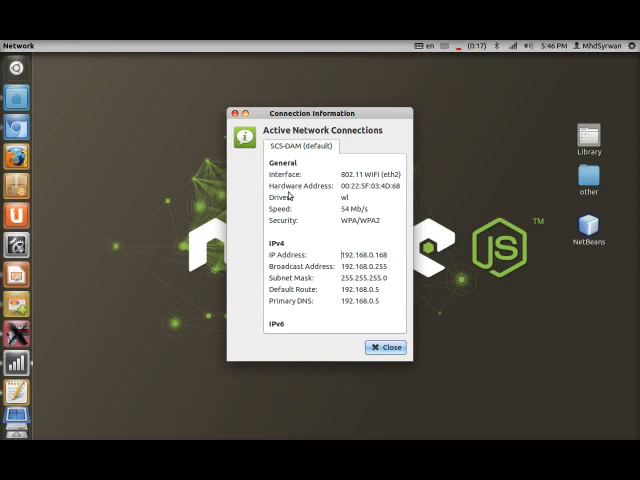 Network
en
(0:17)
5:46 PM
MhdSyrwan
Connection Information
Active Network Connections
SCS-DAM (default)
General
Interface: 802.11 WiFi (eth2)
Hardware Address: 00:22:5F:03:4D:68
Driver: wl
Speed: 54 Mb/s
Security: WPA/WPA2
IPv4
IP Address: 192.168.0.168
Broadcast Address: 192.168.0.255
Subnet Mask: 255.255.255.0
Default Route: 192.168.0.5
Primary DNS: 192.168.0.5
IPv6
Close
Library
other
NetBeans
JS
TM